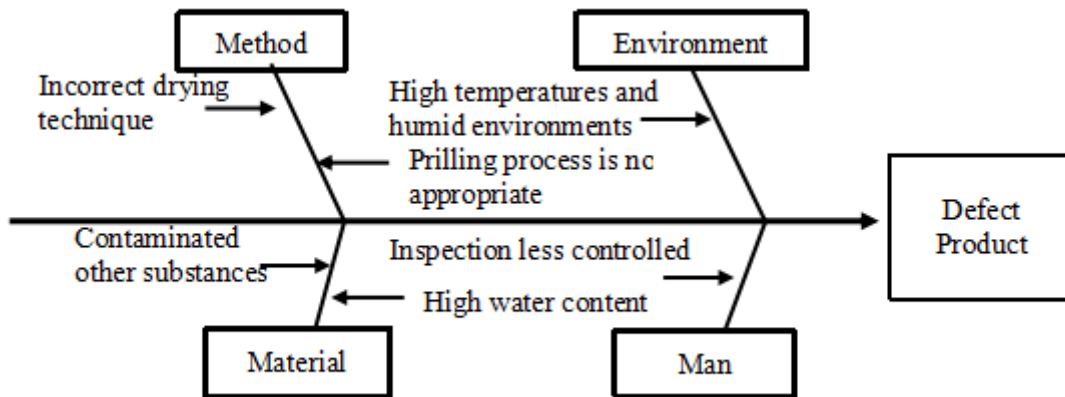 Method
Environment
Incorrect drying
technique
High temperatures and
humid environments
Prilling process is no
appropriate
Defect
Product
Contaminated
other substances
Inspection less controlled
High water content
Material
Man